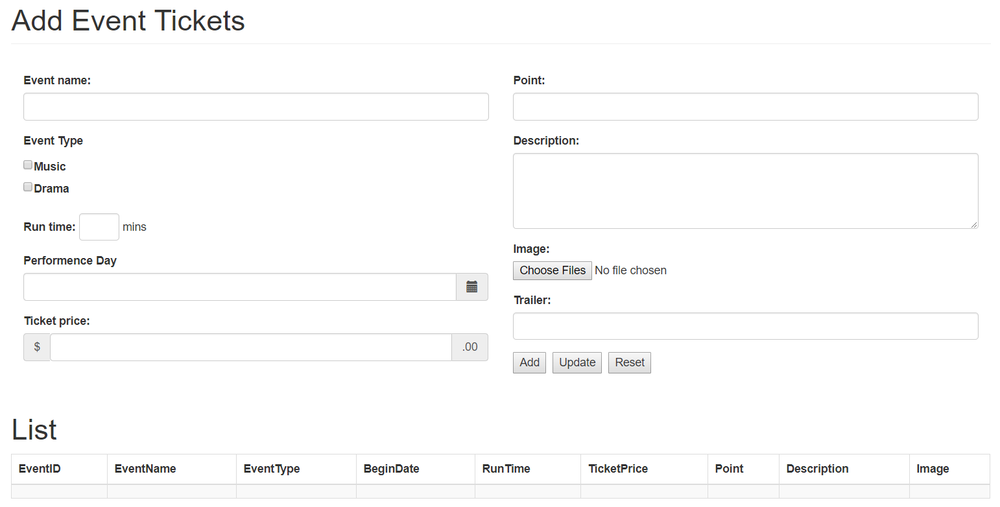 Add Event Tickets
Event name:
Event Type
Music
Drama
Run time: mins
Performence Day
Ticket price:
$ .00
Point:
Description:
Image:
Choose Files No file chosen
Trailer:
Add Update Reset
List
EventID EventName EventType BeginDate RunTime TicketPrice Point Description Image